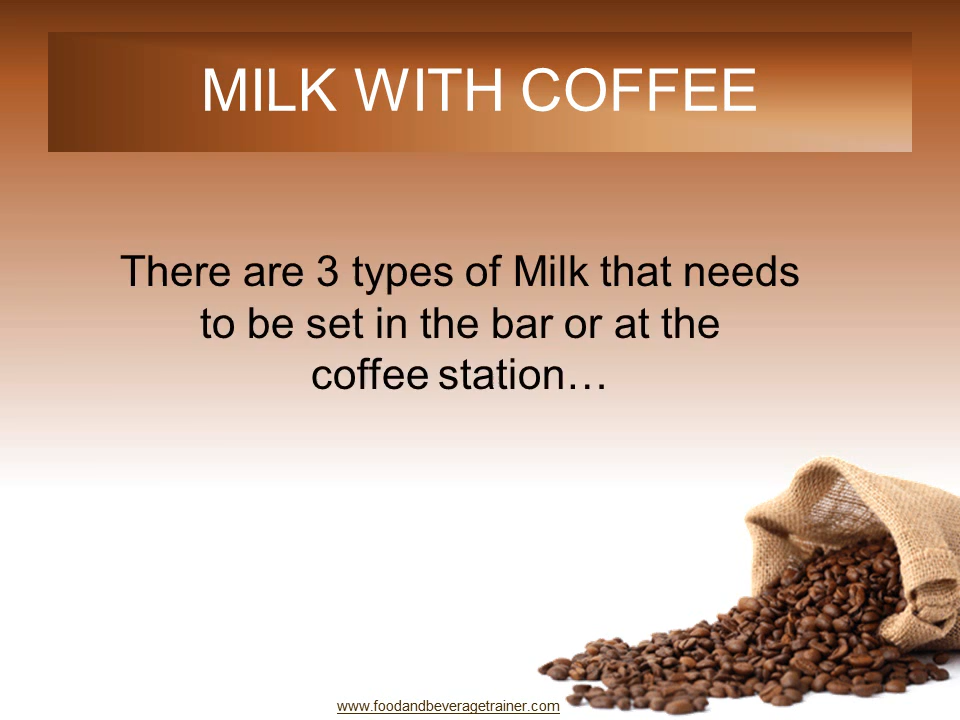 MILK WITH COFFEE
There are 3 types of Milk that needs
to be set in the bar or at the
coffee station…
www.foodandbeveragetrainer.com